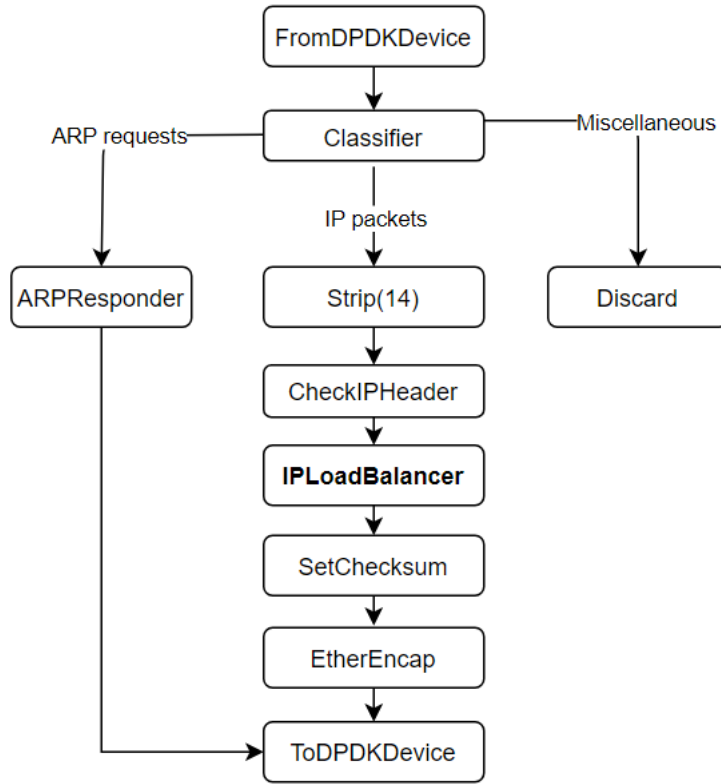 FromDPDKDevice
ARP requests
Classifier
Miscellaneous
IP packets
ARPResponder
Strip(14)
Discard
CheckIPHeader
IPLoadBalancer
SetChecksum
EtherEncap
ToDPDKDevice